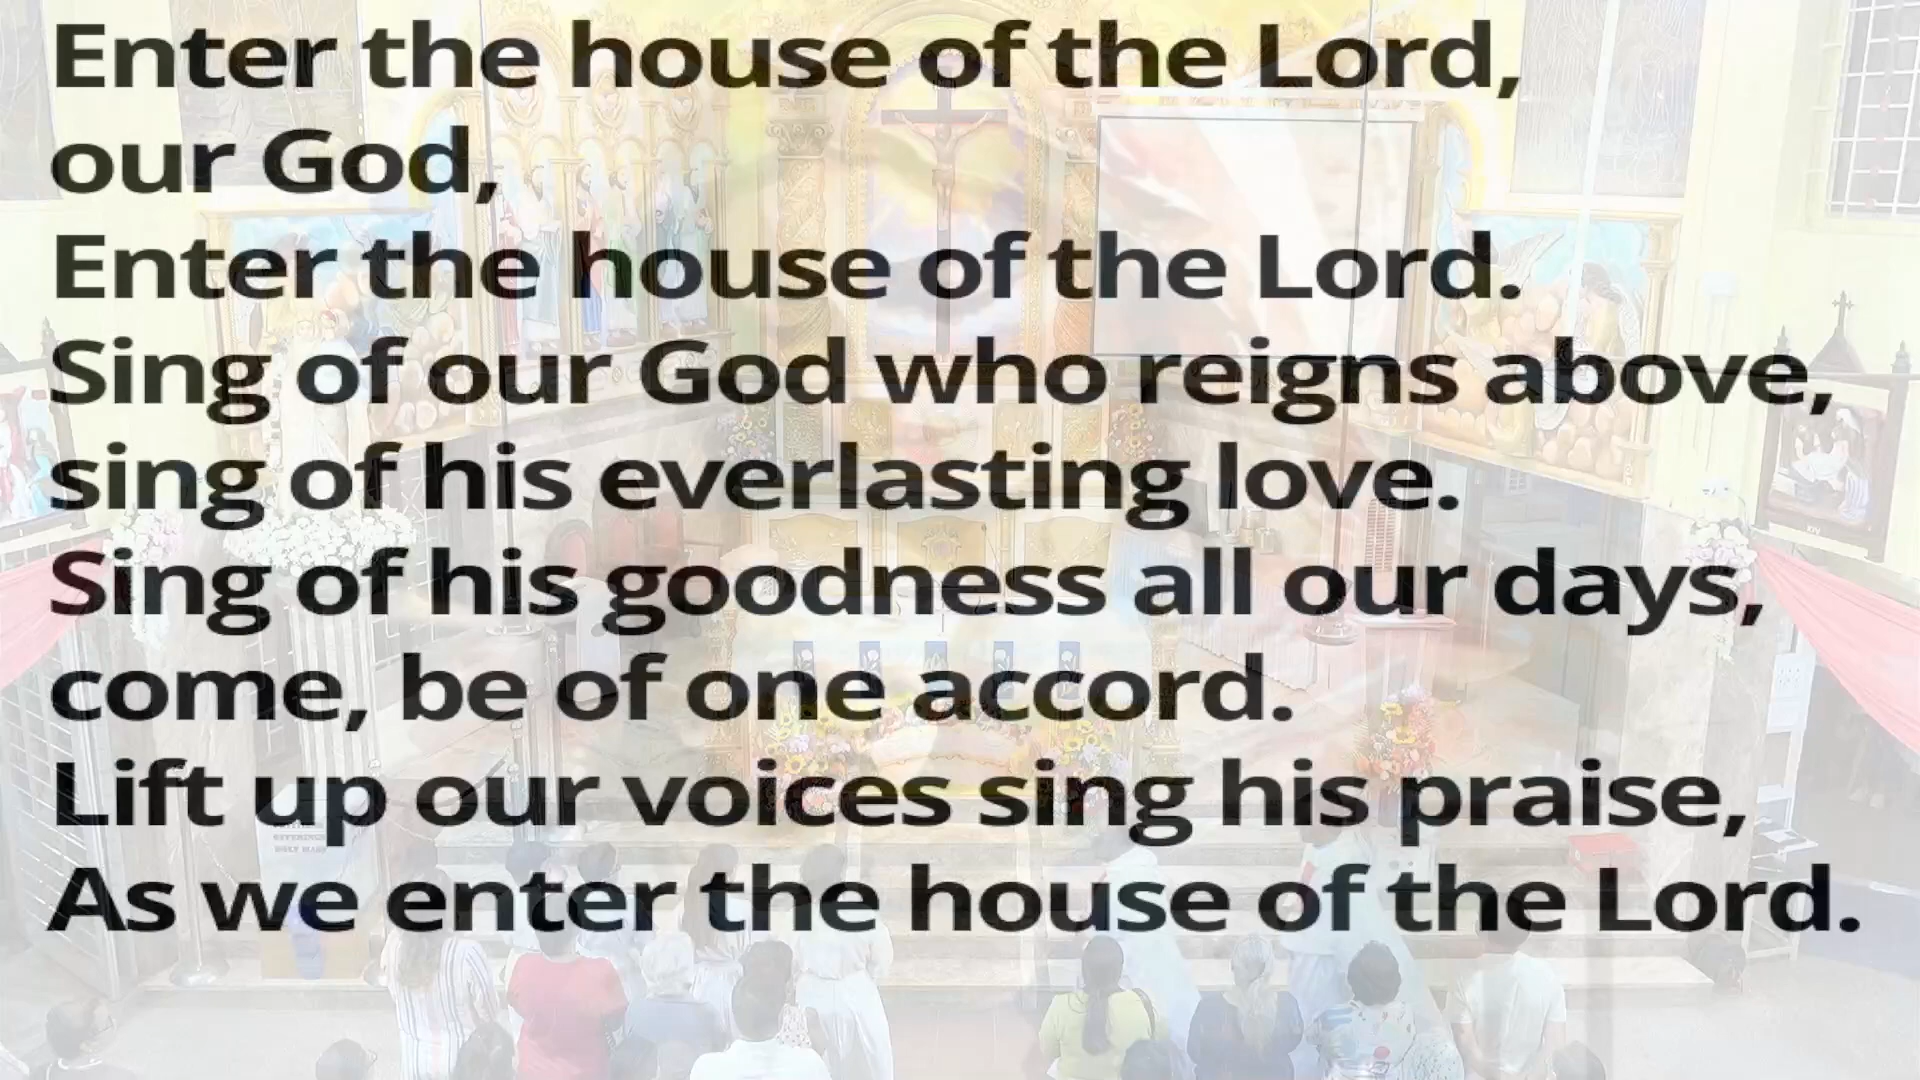 Enter the house of the Lord,
our God,
Enter the house of the Lord.
Sing of our God who reigns above,
sing of his everlasting love.
Sing of his goodness all our days,
come, be of one accord.
Lift up our voices sing his praise,
As we enter the house of the Lord.